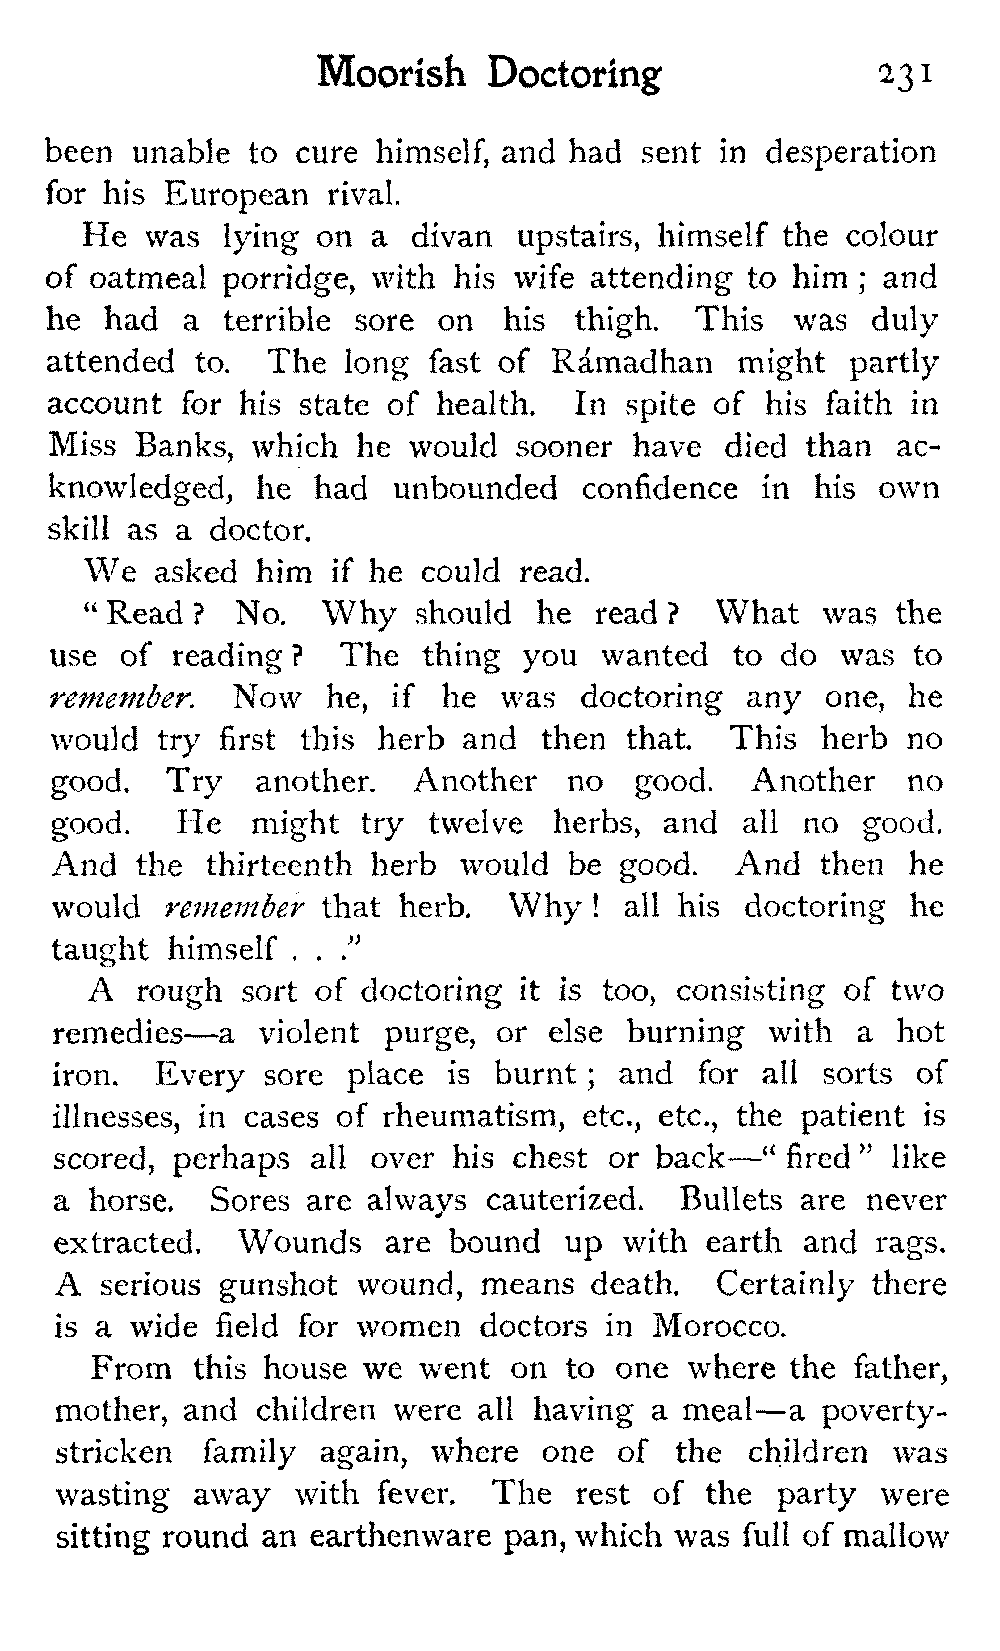 Moorish Doctoring 231
been unable to cure himself, and had sent in desperation
for his European rival.
He was lying on a divan upstairs, himself the colour
of oatmeal porridge, with his wife attending to him ; and
he had a terrible sore on his thigh. This was duly
attended to. The long fast of Rámadhan might partly
account for his state of health. In spite of his faith in
Miss Banks, which he would sooner have died than ac-
knowledged, he had unbounded confidence in his own
skill as a doctor.
We asked him if he could read.
“ Read ? No. Why should he read ? What was the
use of reading ? The thing you wanted to do was to
remember. Now he, if he was doctoring any one, he
would try first this herb and then that. This herb no
good. Try another. Another no good. Another no
good. He might try twelve herbs, and all no good.
And the thirteenth herb would be good. And then he
would remember that herb. Why ! all his doctoring he
taught himself . . .”
A rough sort of doctoring it is too, consisting of two
remedies—a violent purge, or else burning with a hot
iron. Every sore place is burnt ; and for all sorts of
illnesses, in cases of rheumatism, etc., etc., the patient is
scored, perhaps all over his chest or back—“ fired ” like
a horse. Sores are always cauterized. Bullets are never
extracted. Wounds are bound up with earth and rags.
A serious gunshot wound, means death. Certainly there
is a wide field for women doctors in Morocco.
From this house we went on to one where the father,
mother, and children were all having a meal—a poverty-
stricken family again, where one of the children was
wasting away with fever. The rest of the party were
sitting round an earthenware pan, which was full of mallow